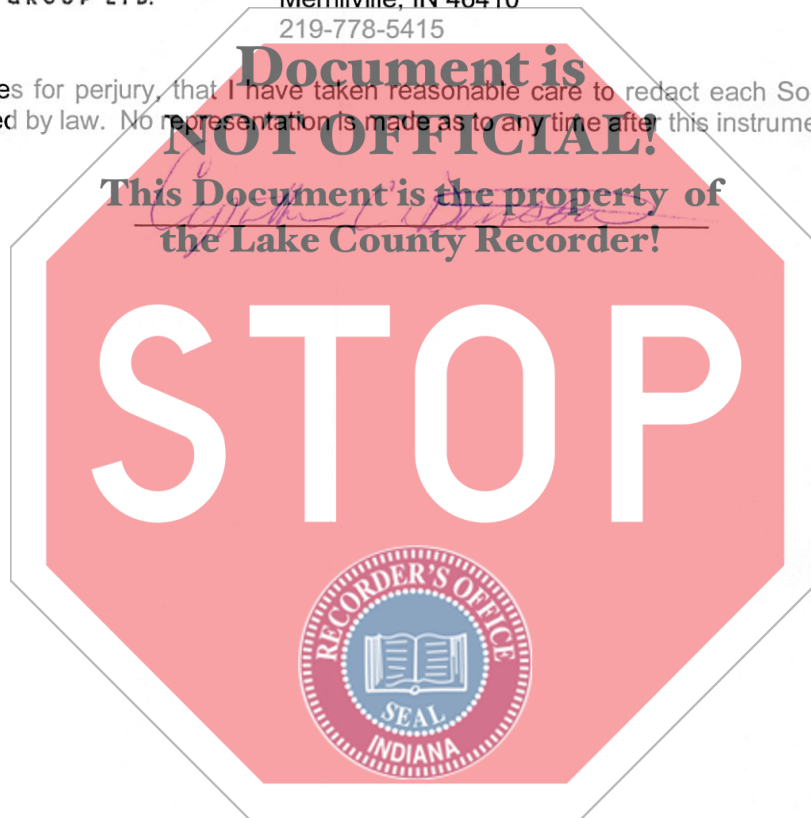 GROUP LTD.
Merrillville, IN 46410
219-778-5415
Document is
es for perjury, that I have taken reasonable care to redact each So
ed by law. No representation is made as to any time after this instrume
NOT OFFICIAL!
This Document is the property of
the Lake County Recorder!
STOP
RECORDER'S OFFICE
SEAL
INDIANA